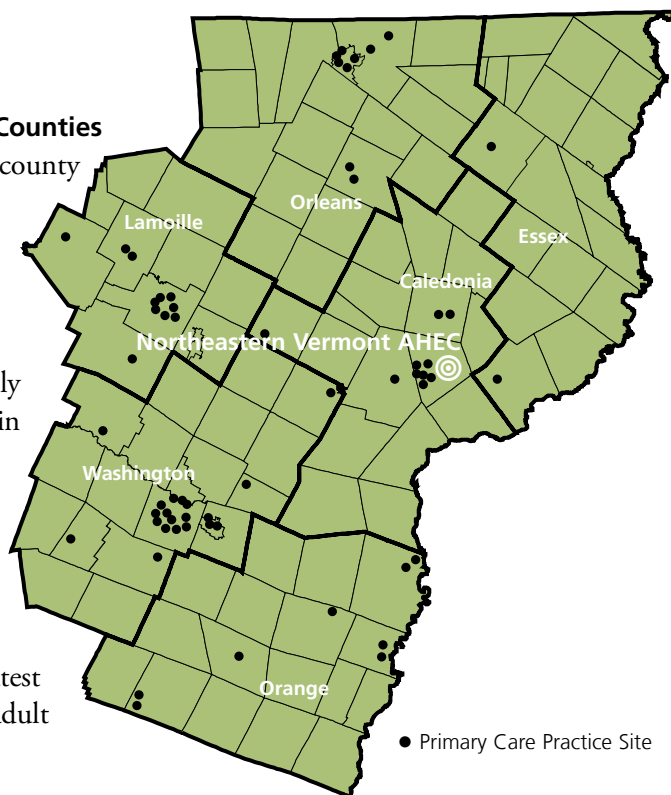 Counties
county
Orleans
Lamoille
Essex
Caledonia
Northeastern Vermont AHEC
ly
in
Washington
test
Orange
dult
● Primary Care Practice Site